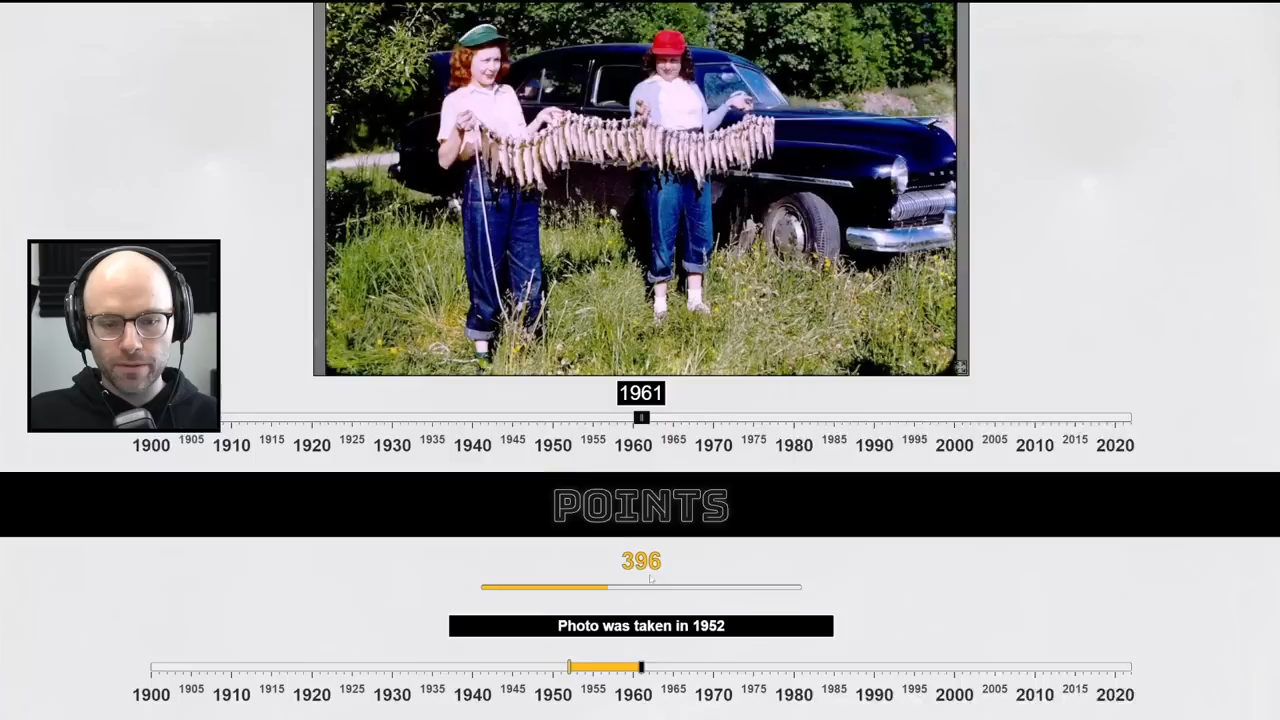 1961
1900 1905 1910 1915 1920 1925 1930 1935 1940 1945 1950 1955 1960 1965 1970 1975 1980 1985 1990 1995 2000 2005 2010 2015 2020
POINTS
396
Photo was taken in 1952
1900 1905 1910 1915 1920 1925 1930 1935 1940 1945 1950 1955 1960 1965 1970 1975 1980 1985 1990 1995 2000 2005 2010 2015 2020